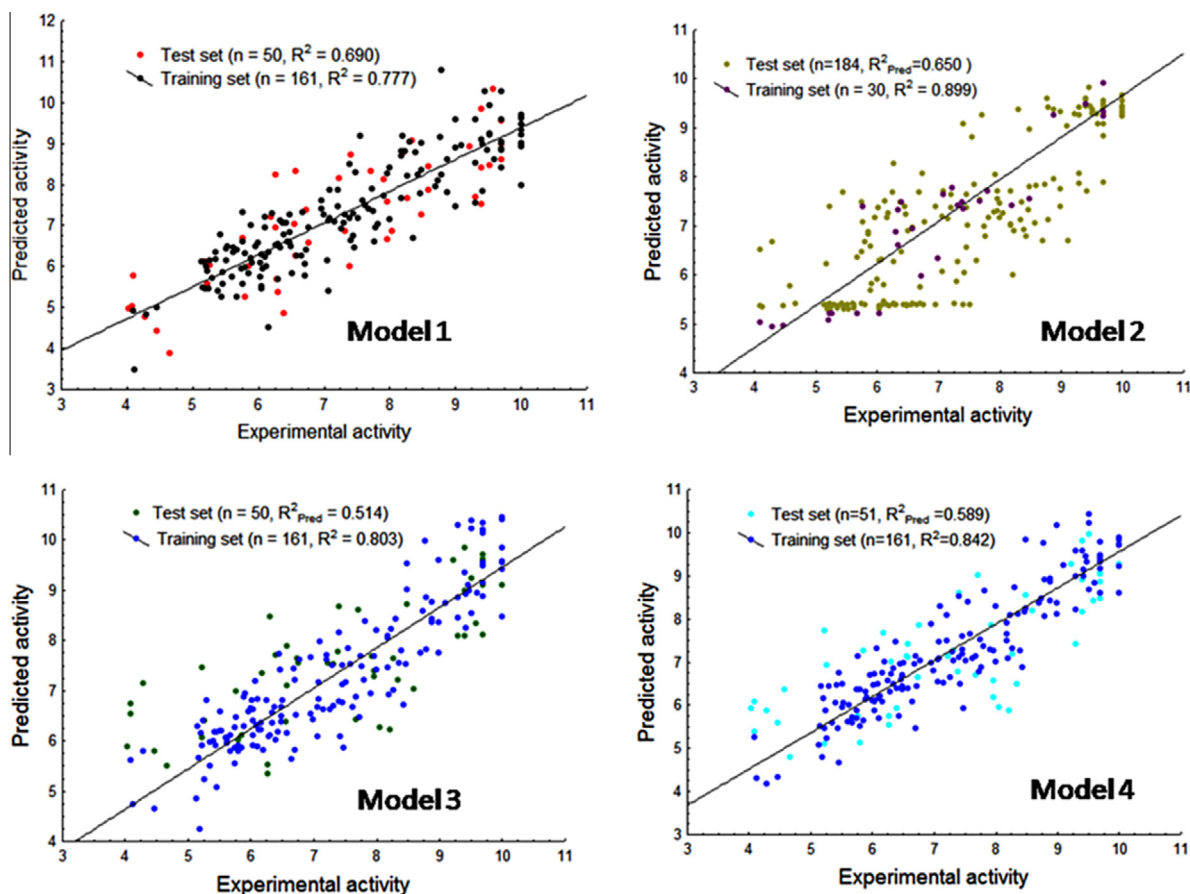 12
11
10
9
8
7
6
5
4
3
Predicted activity
Test set (n = 50, R² = 0.690)
Training set (n = 161, R² = 0.777)
Model 1
3 4 5 6 7 8 9 10 11
Experimental activity
11
10
9
8
7
6
5
4
Predicted activity
Test set (n=184, R²Pred=0.650 )
Training set (n = 30, R² = 0.899)
Model 2
3 4 5 6 7 8 9 10 11
Experimental activity
11
10
9
8
7
6
5
4
Predicted activity
Test set (n = 50, R²Pred = 0.514)
Training set (n = 161, R² = 0.803)
Model 3
3 4 5 6 7 8 9 10 11
Experimental activity
11
10
9
8
7
6
5
4
3
Predicted activity
Test set (n=51, R²Pred =0.589)
Training set (n=161, R²=0.842)
Model 4
3 4 5 6 7 8 9 10 11
Experimental activity